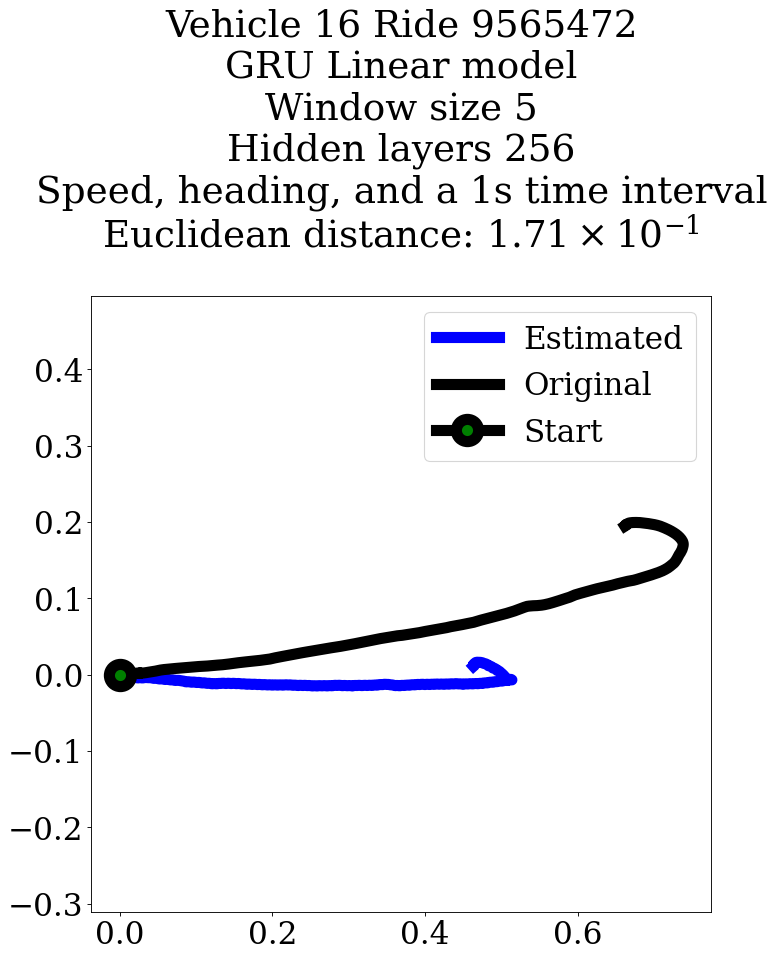 Vehicle 16 Ride 9565472
GRU Linear model
Window size 5
Hidden layers 256
Speed, heading, and a 1s time interval
Euclidean distance: 1.71 × 10⁻¹
Estimated
Original
Start
0.4
0.3
0.2
0.1
0.0
−0.1
−0.2
−0.3
0.0 0.2 0.4 0.6